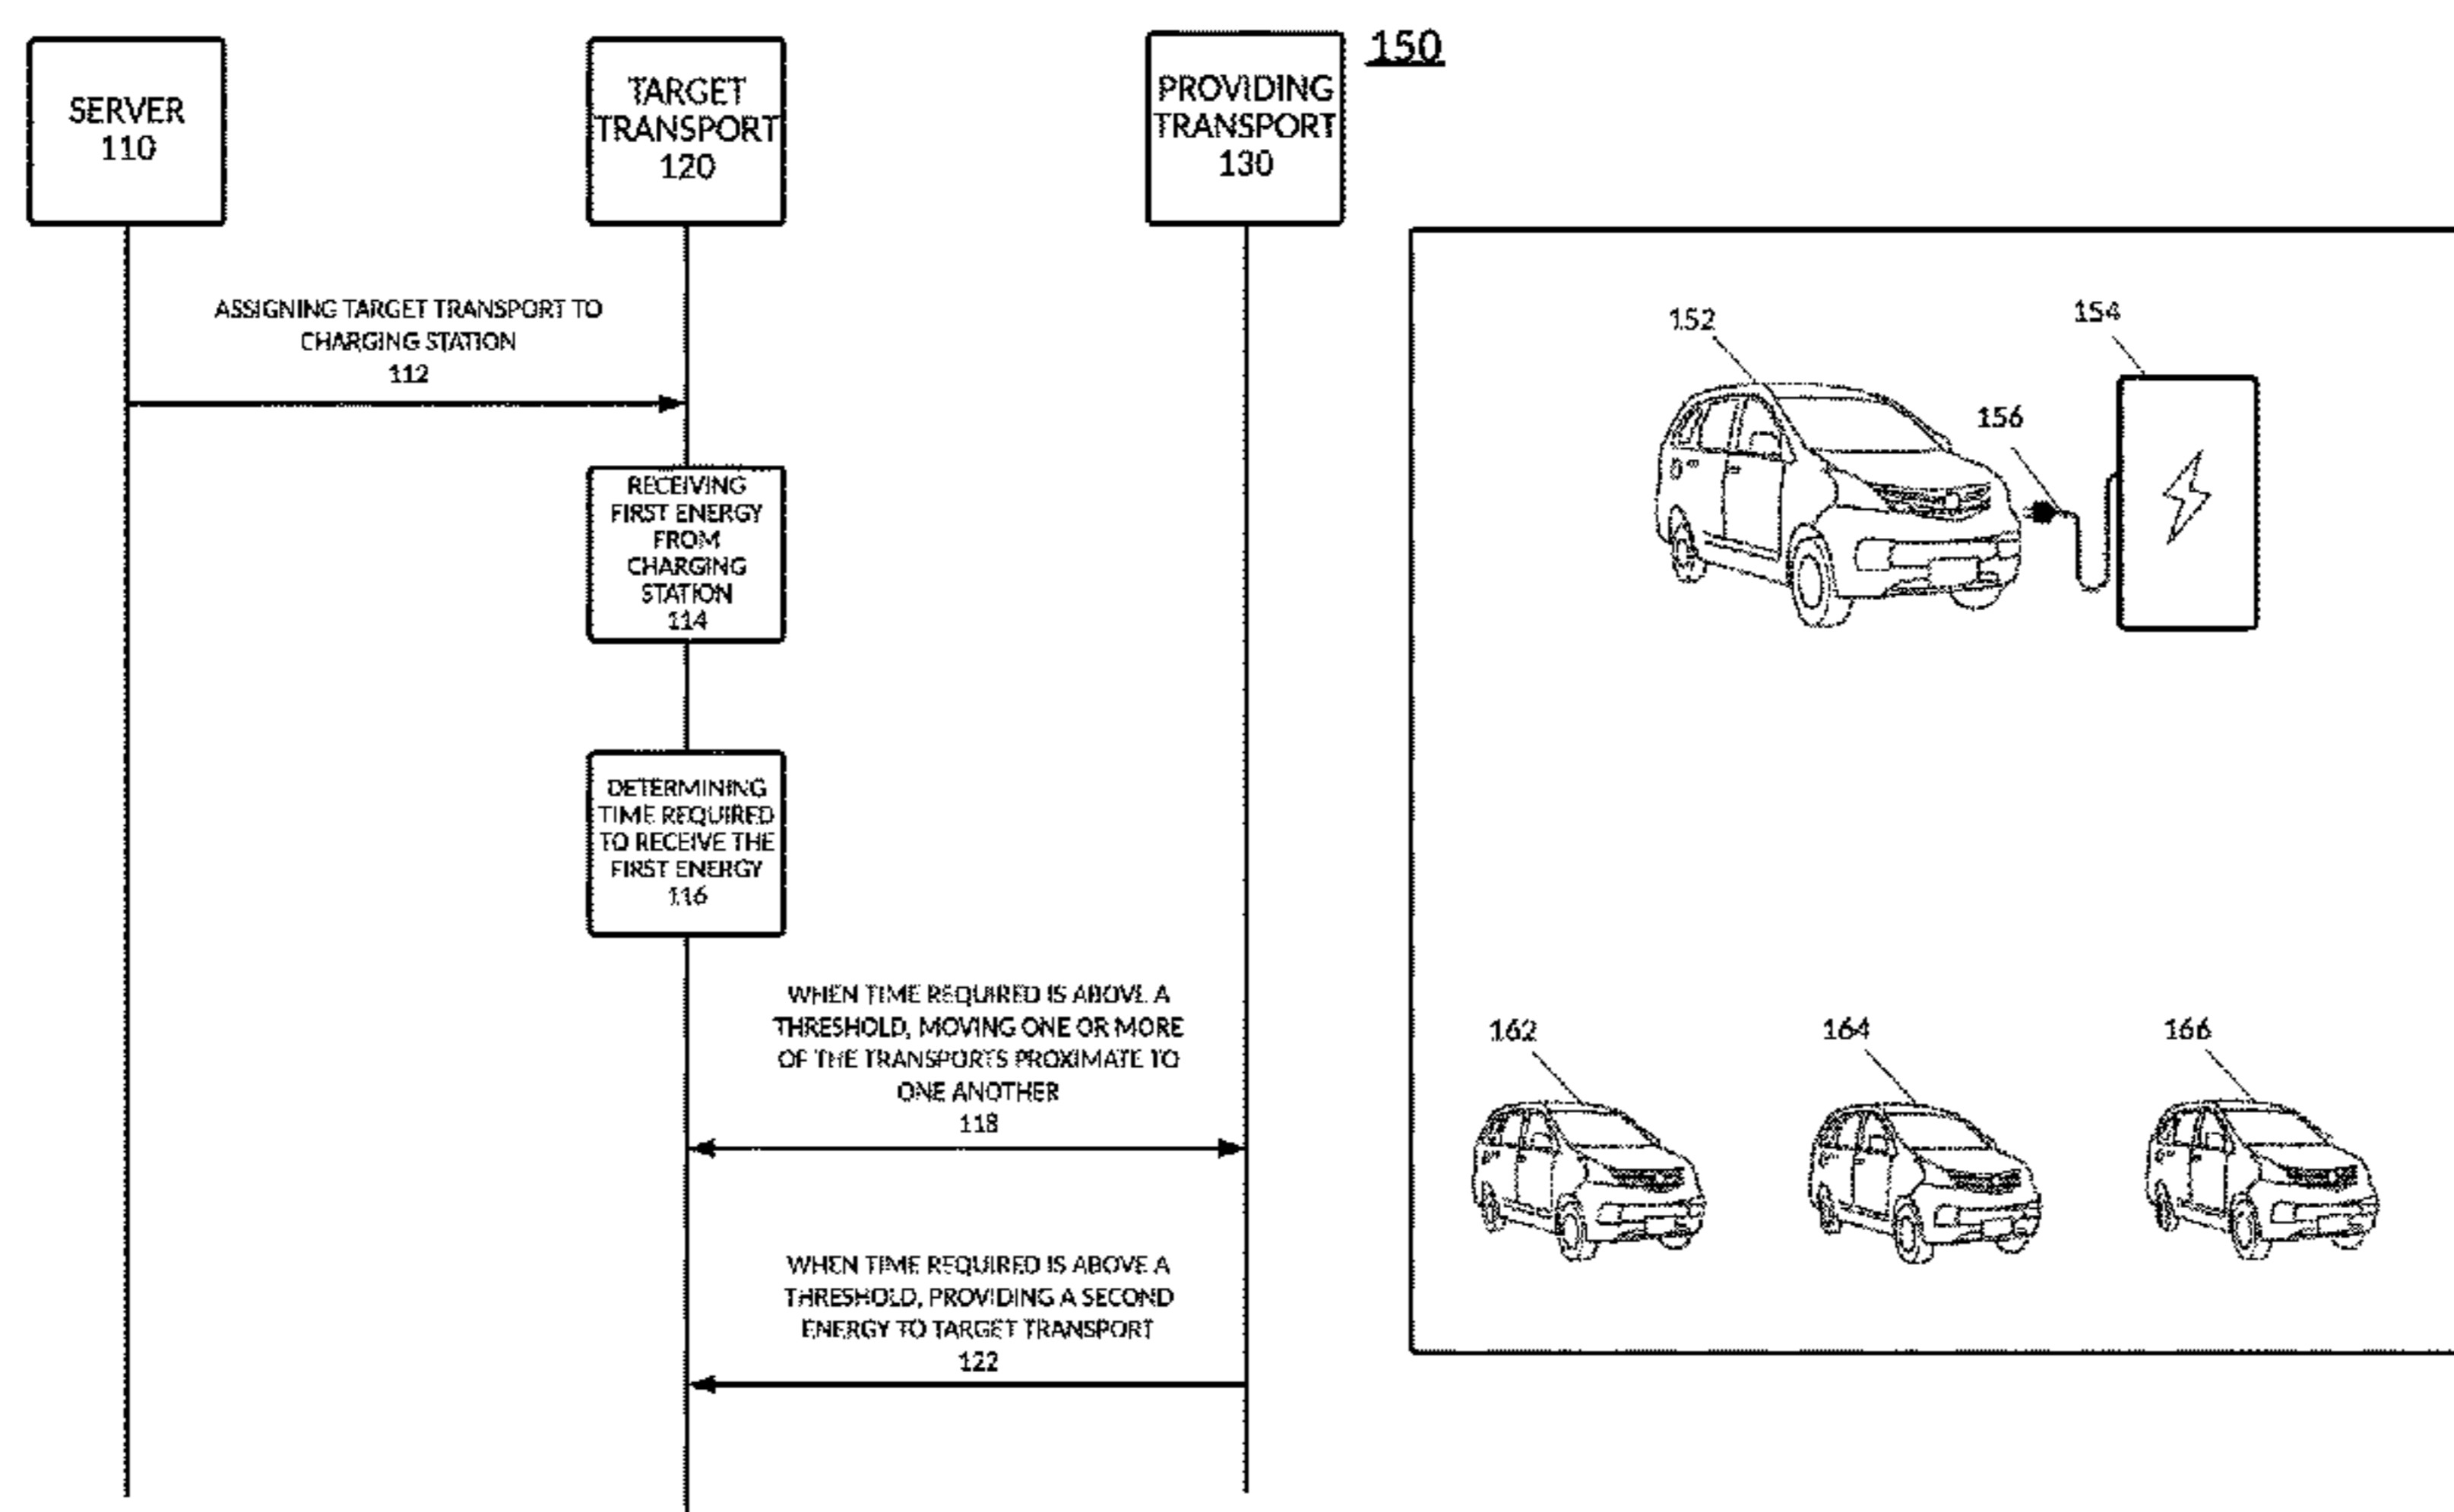 SERVER
110
TARGET
TRANSPORT
120
PROVIDING
TRANSPORT
130
150
ASSIGNING TARGET TRANSPORT TO
CHARGING STATION
112
RECEIVING
FIRST ENERGY
FROM
CHARGING
STATION
114
DETERMINING
TIME REQUIRED
TO RECEIVE THE
FIRST ENERGY
116
WHEN TIME REQUIRED IS ABOVE A
THRESHOLD, MOVING ONE OR MORE
OF THE TRANSPORTS PROXIMATE TO
ONE ANOTHER
118
WHEN TIME REQUIRED IS ABOVE A
THRESHOLD, PROVIDING A SECOND
ENERGY TO TARGET TRANSPORT
122
152
154
156
162
164
166